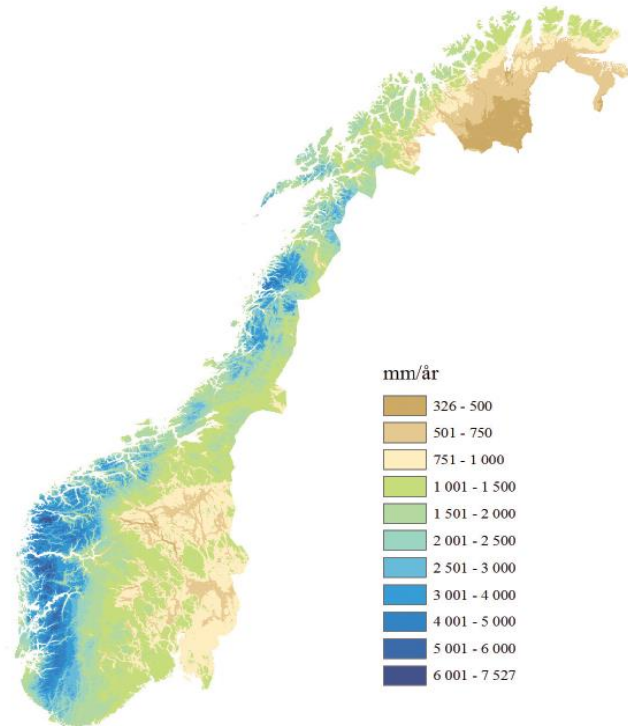 mm/år
326 - 500
501 - 750
751 - 1 000
1 001 - 1 500
1 501 - 2 000
2 001 - 2 500
2 501 - 3 000
3 001 - 4 000
4 001 - 5 000
5 001 - 6 000
6 001 - 7 527